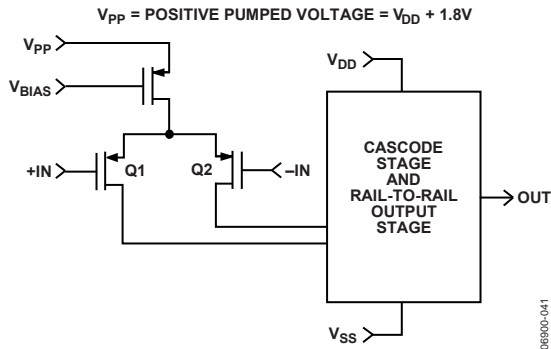 VPP = POSITIVE PUMPED VOLTAGE = VDD + 1.8V
VPP
VDD
VBIAS
+IN
Q1
Q2
–IN
CASCODE
STAGE
AND
RAIL-TO-RAIL
OUTPUT
STAGE
OUT
VSS
06900-041